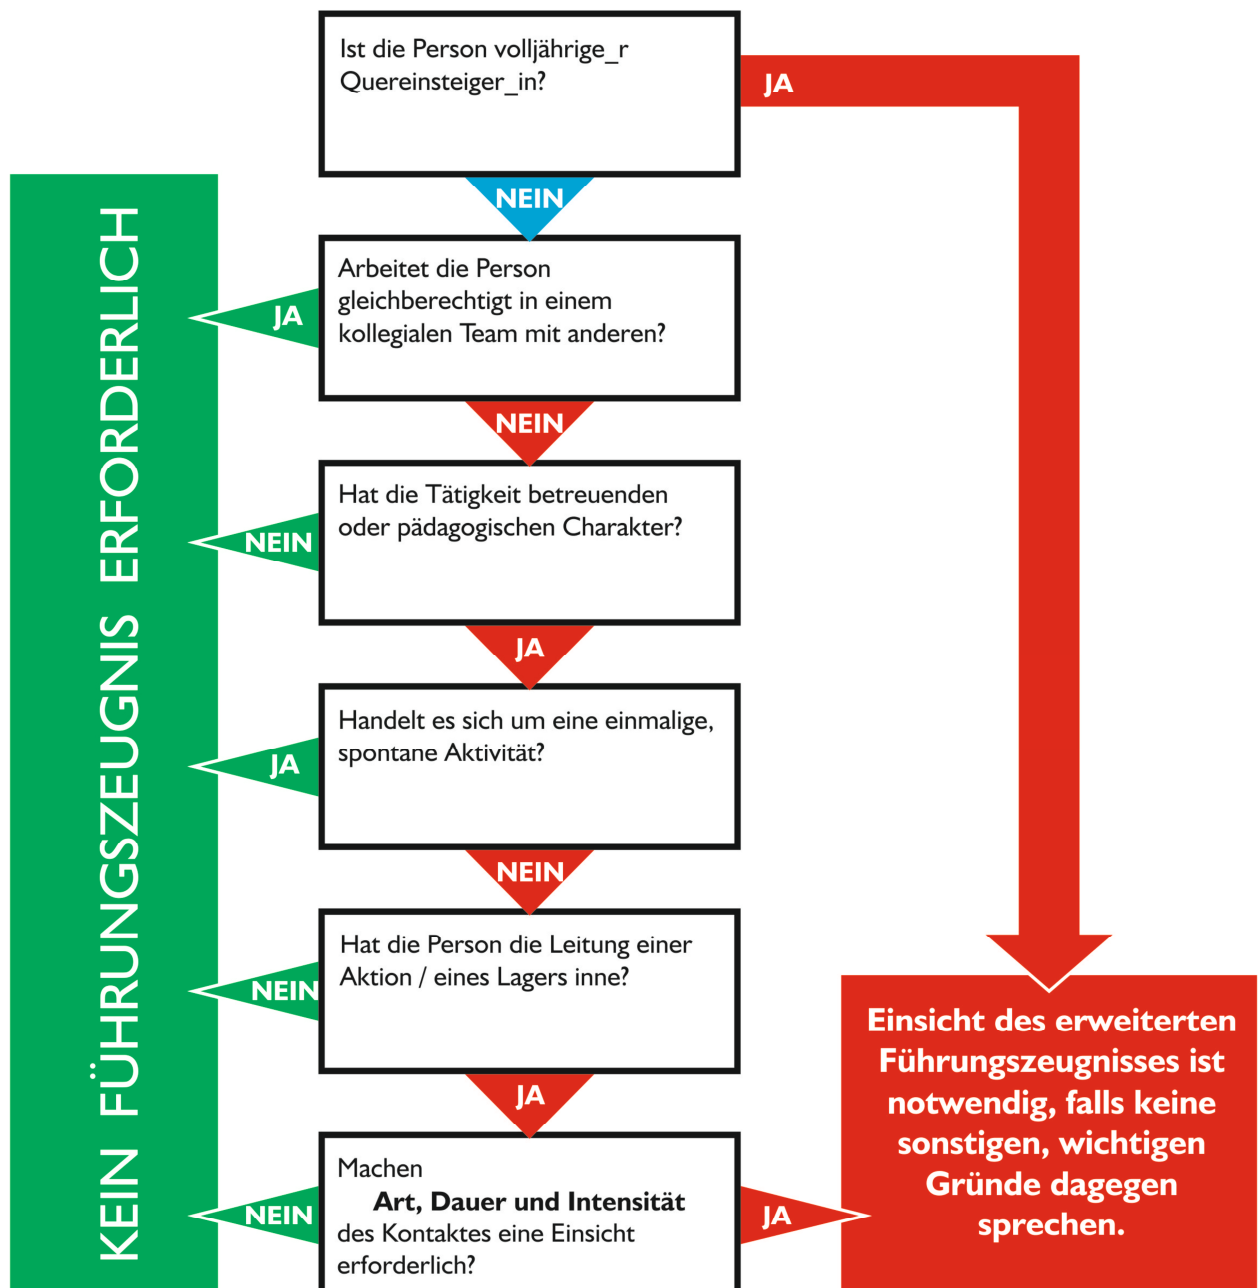 Ist die Person volljährige_r
Quereinsteiger_in?
JA
NEIN
Arbeitet die Person
gleichberechtigt in einem
kollegialen Team mit anderen?
JA
NEIN
Hat die Tätigkeit betreuenden
oder pädagogischen Charakter?
NEIN
JA
Handelt es sich um eine einmalige,
spontane Aktivität?
JA
NEIN
Hat die Person die Leitung einer
Aktion / eines Lagers inne?
NEIN
JA
Machen
Art, Dauer und Intensität
des Kontaktes eine Einsicht
erforderlich?
NEIN
JA
KEIN FÜHRUNGSZEUGNIS ERFORDERLICH
Einsicht des erweiterten
Führungszeugnisses ist
notwendig, falls keine
sonstigen, wichtigen
Gründe dagegen
sprechen.